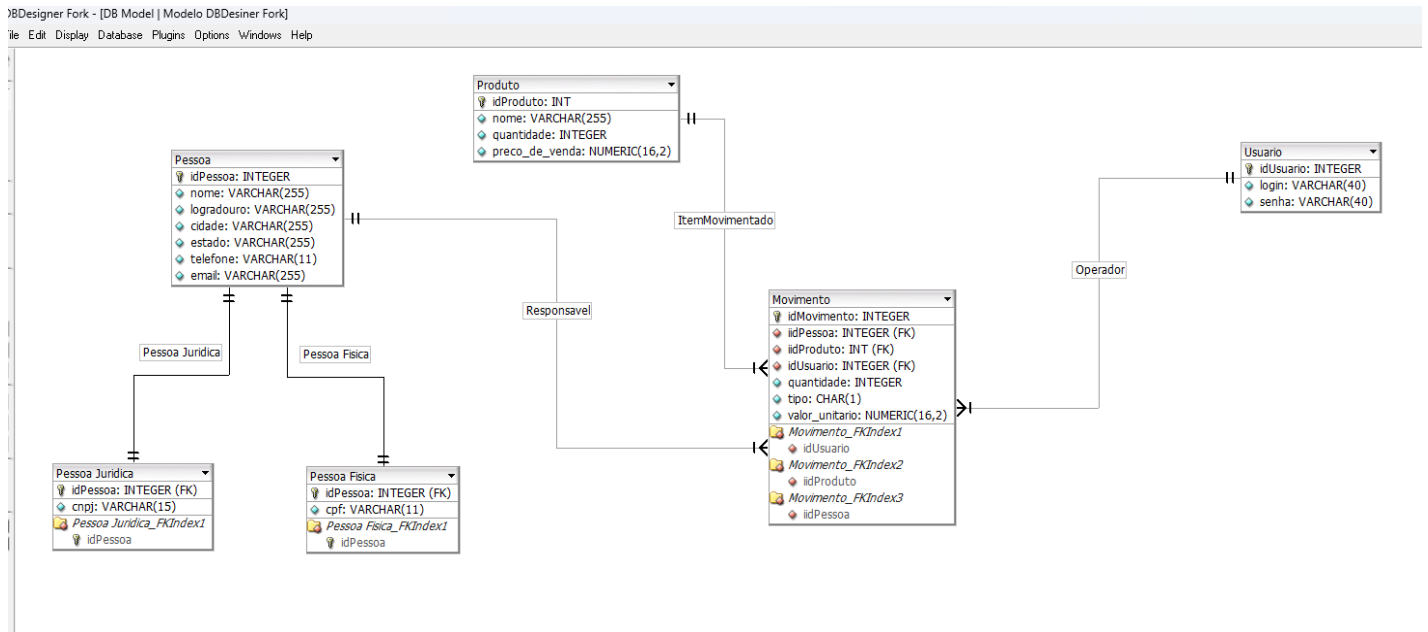 DBDesigner Fork - [DB Model | Modelo DBDesiner Fork]
File Edit Display Database Plugins Options Windows Help
Produto
idProduto: INT
nome: VARCHAR(255)
quantidade: INTEGER
preco_de_venda: NUMERIC(16,2)
Pessoa
idPessoa: INTEGER
nome: VARCHAR(255)
logradouro: VARCHAR(255)
cidade: VARCHAR(255)
estado: VARCHAR(255)
telefone: VARCHAR(11)
email: VARCHAR(255)
Usuario
idUsuario: INTEGER
login: VARCHAR(40)
senha: VARCHAR(40)
ItemMovimentado
Operador
Responsavel
Movimento
idMovimento: INTEGER
iidPessoa: INTEGER (FK)
iidProduto: INT (FK)
idUsuario: INTEGER (FK)
quantidade: INTEGER
tipo: CHAR(1)
valor_unitario: NUMERIC(16,2)
Movimento_FKIndex1
idUsuario
Movimento_FKIndex2
iidProduto
Movimento_FKIndex3
iidPessoa
Pessoa Juridica
Pessoa Fisica
Pessoa Juridica
idPessoa: INTEGER (FK)
cnpj: VARCHAR(15)
Pessoa Juridica_FKIndex1
idPessoa
Pessoa Fisica
idPessoa: INTEGER (FK)
cpf: VARCHAR(11)
Pessoa Fisica_FKIndex1
idPessoa